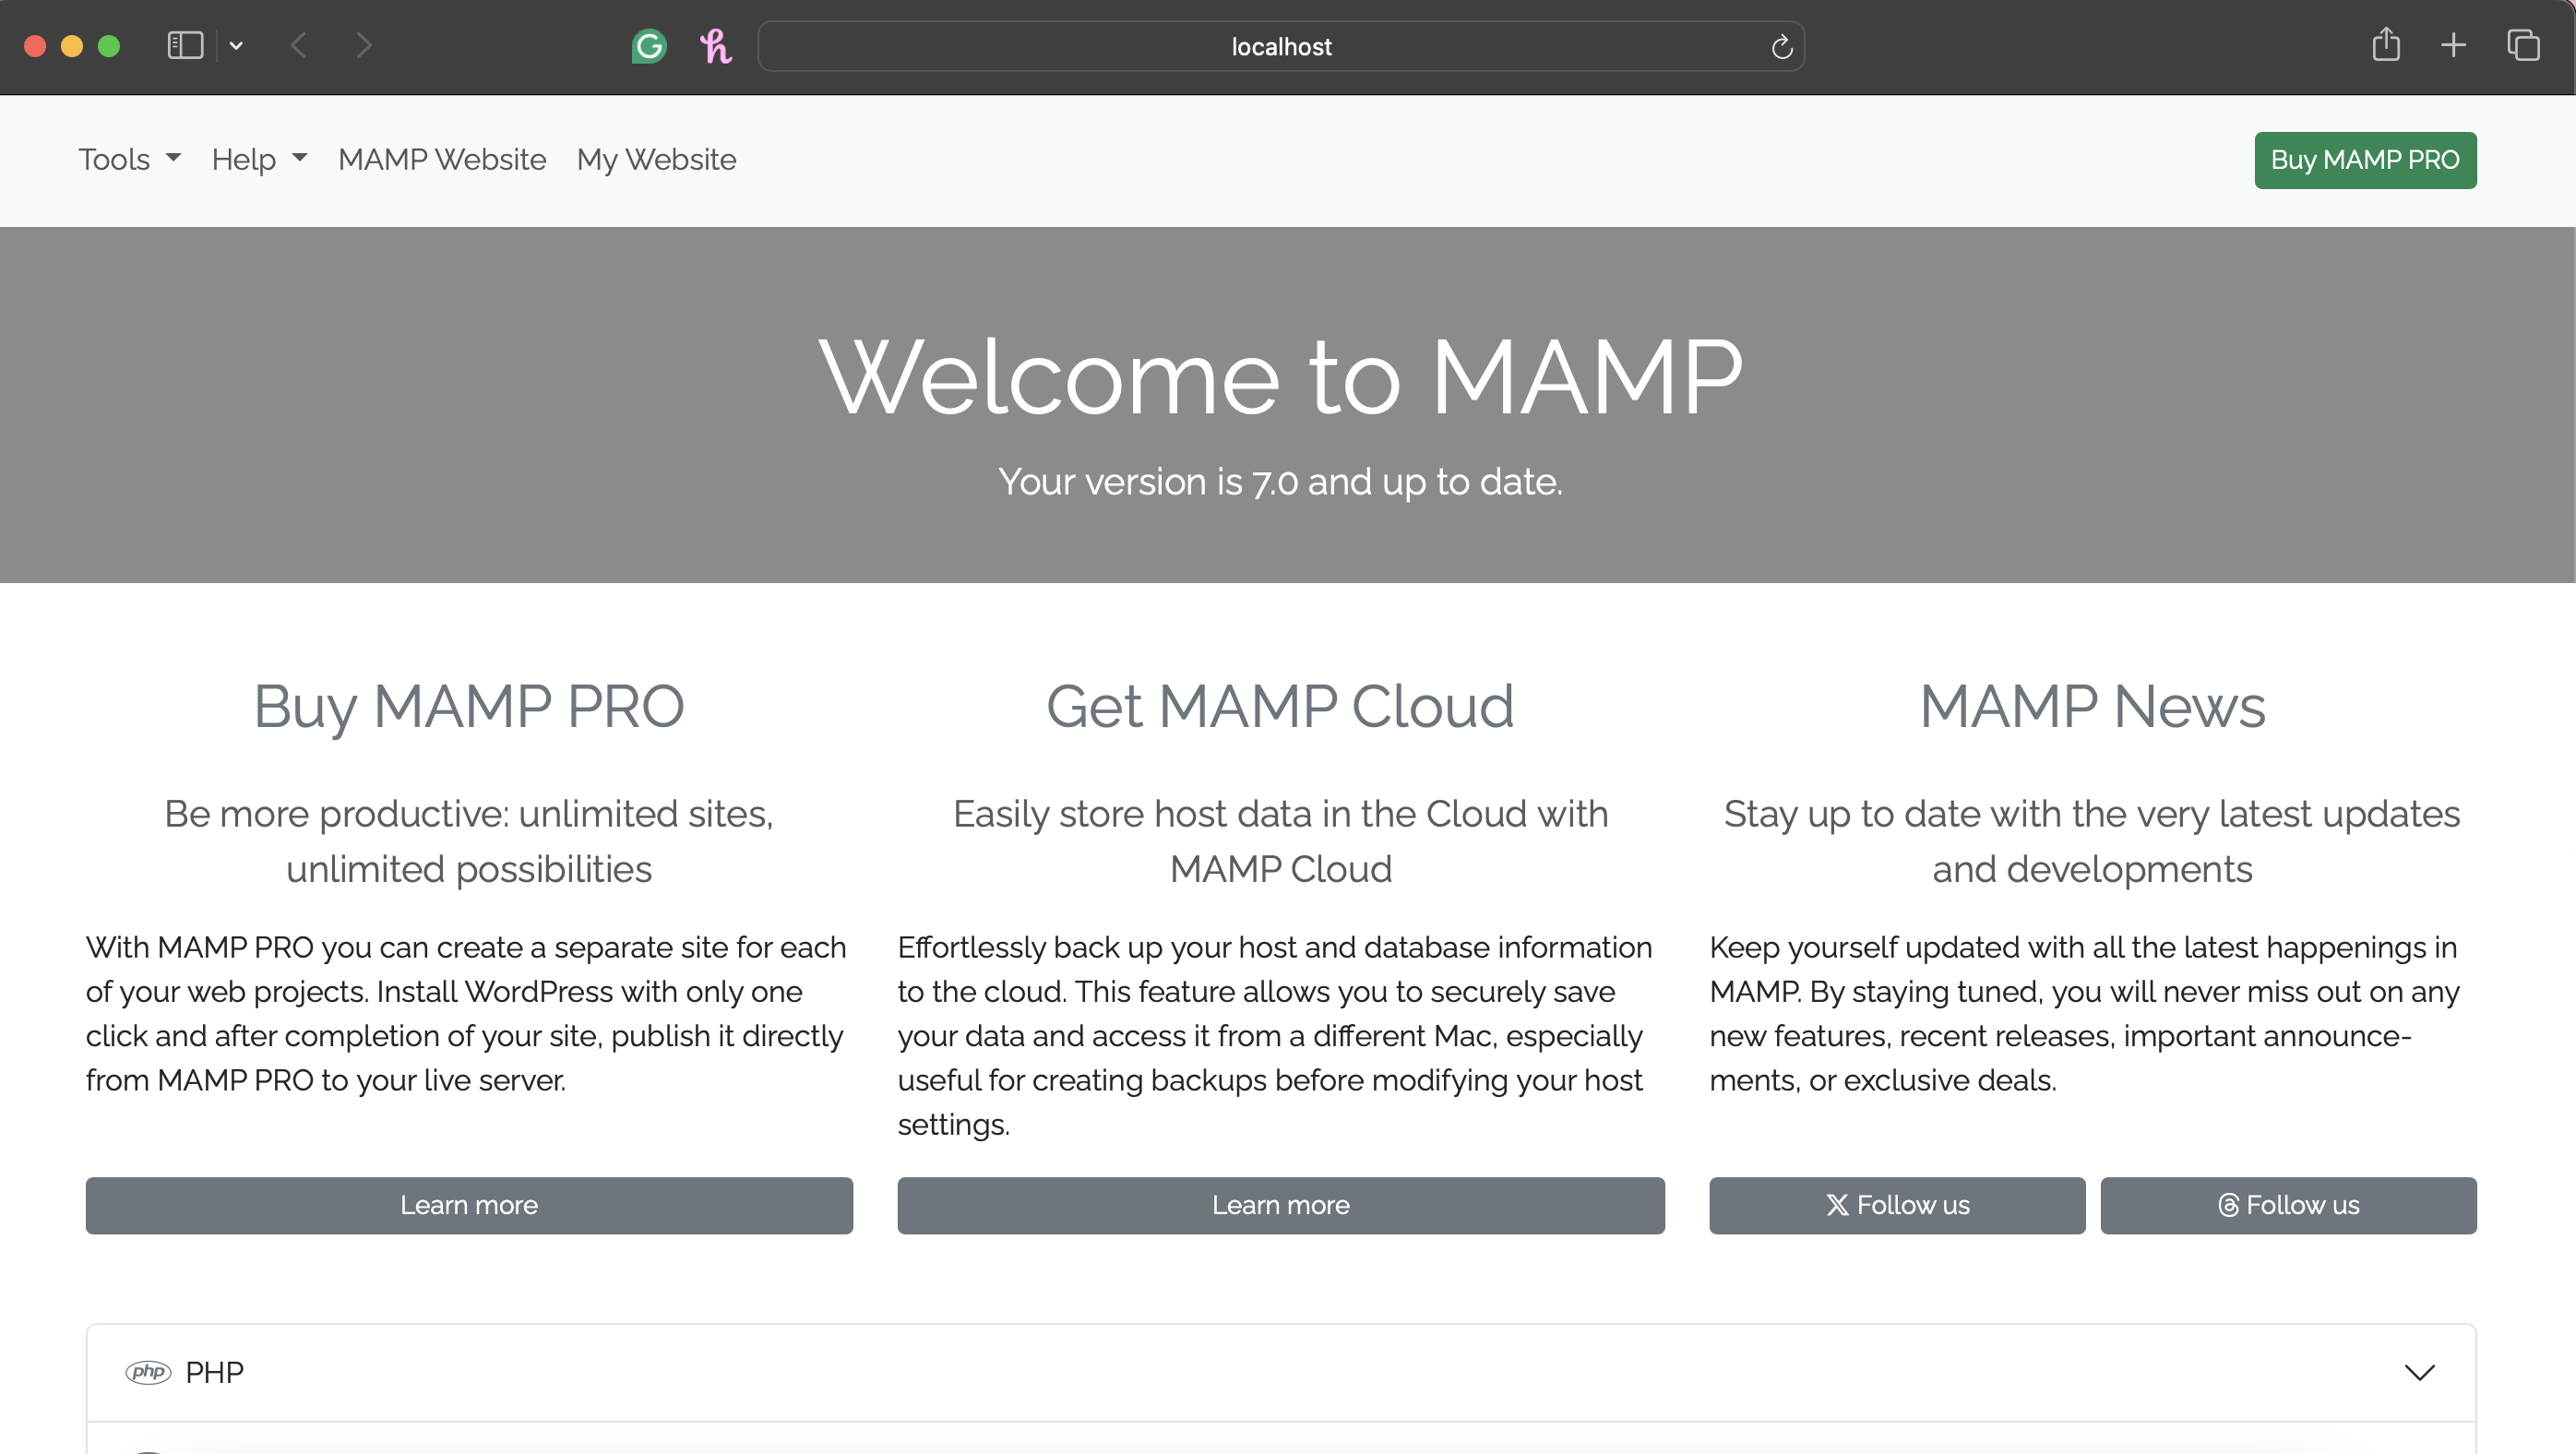 localhost
Tools Help MAMP Website My Website Buy MAMP PRO
Welcome to MAMP
Your version is 7.0 and up to date.
Buy MAMP PRO
Be more productive: unlimited sites,
unlimited possibilities
With MAMP PRO you can create a separate site for each
of your web projects. Install WordPress with only one
click and after completion of your site, publish it directly
from MAMP PRO to your live server.
Learn more
Get MAMP Cloud
Easily store host data in the Cloud with
MAMP Cloud
Effortlessly back up your host and database information
to the cloud. This feature allows you to securely save
your data and access it from a different Mac, especially
useful for creating backups before modifying your host
settings.
Learn more
MAMP News
Stay up to date with the very latest updates
and developments
Keep yourself updated with all the latest happenings in
MAMP. By staying tuned, you will never miss out on any
new features, recent releases, important announce-
ments, or exclusive deals.
Follow us Follow us
php PHP